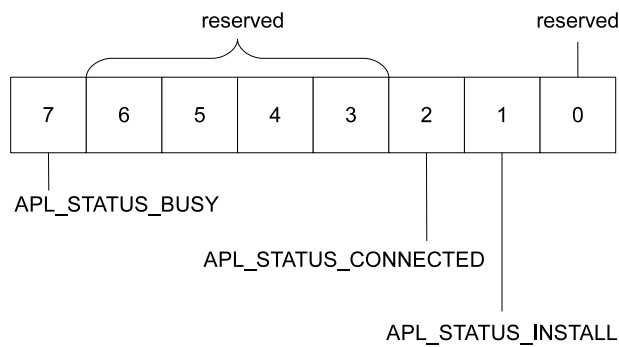 reserved reserved
7 6 5 4 3 2 1 0
APL_STATUS_BUSY
APL_STATUS_CONNECTED
APL_STATUS_INSTALL